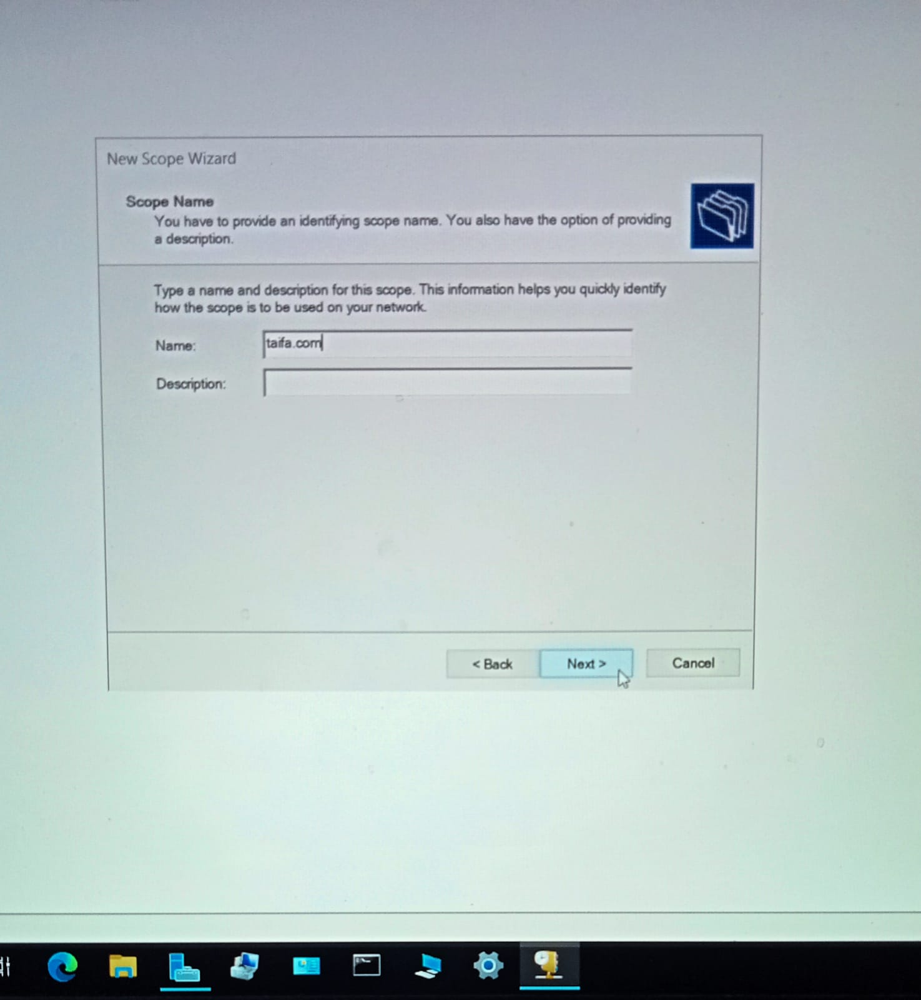 New Scope Wizard
Scope Name
You have to provide an identifying scope name. You also have the option of providing
a description.
Type a name and description for this scope. This information helps you quickly identify
how the scope is to be used on your network.
Name:
taifa.com
Description:
< Back
Next >
Cancel